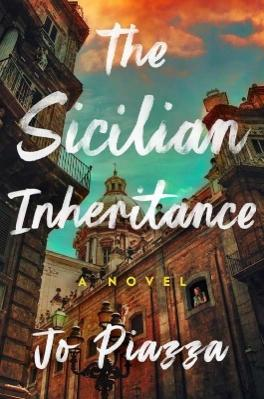 The
Sicilian
Inheritance
A NOVEL
Jo Piazza